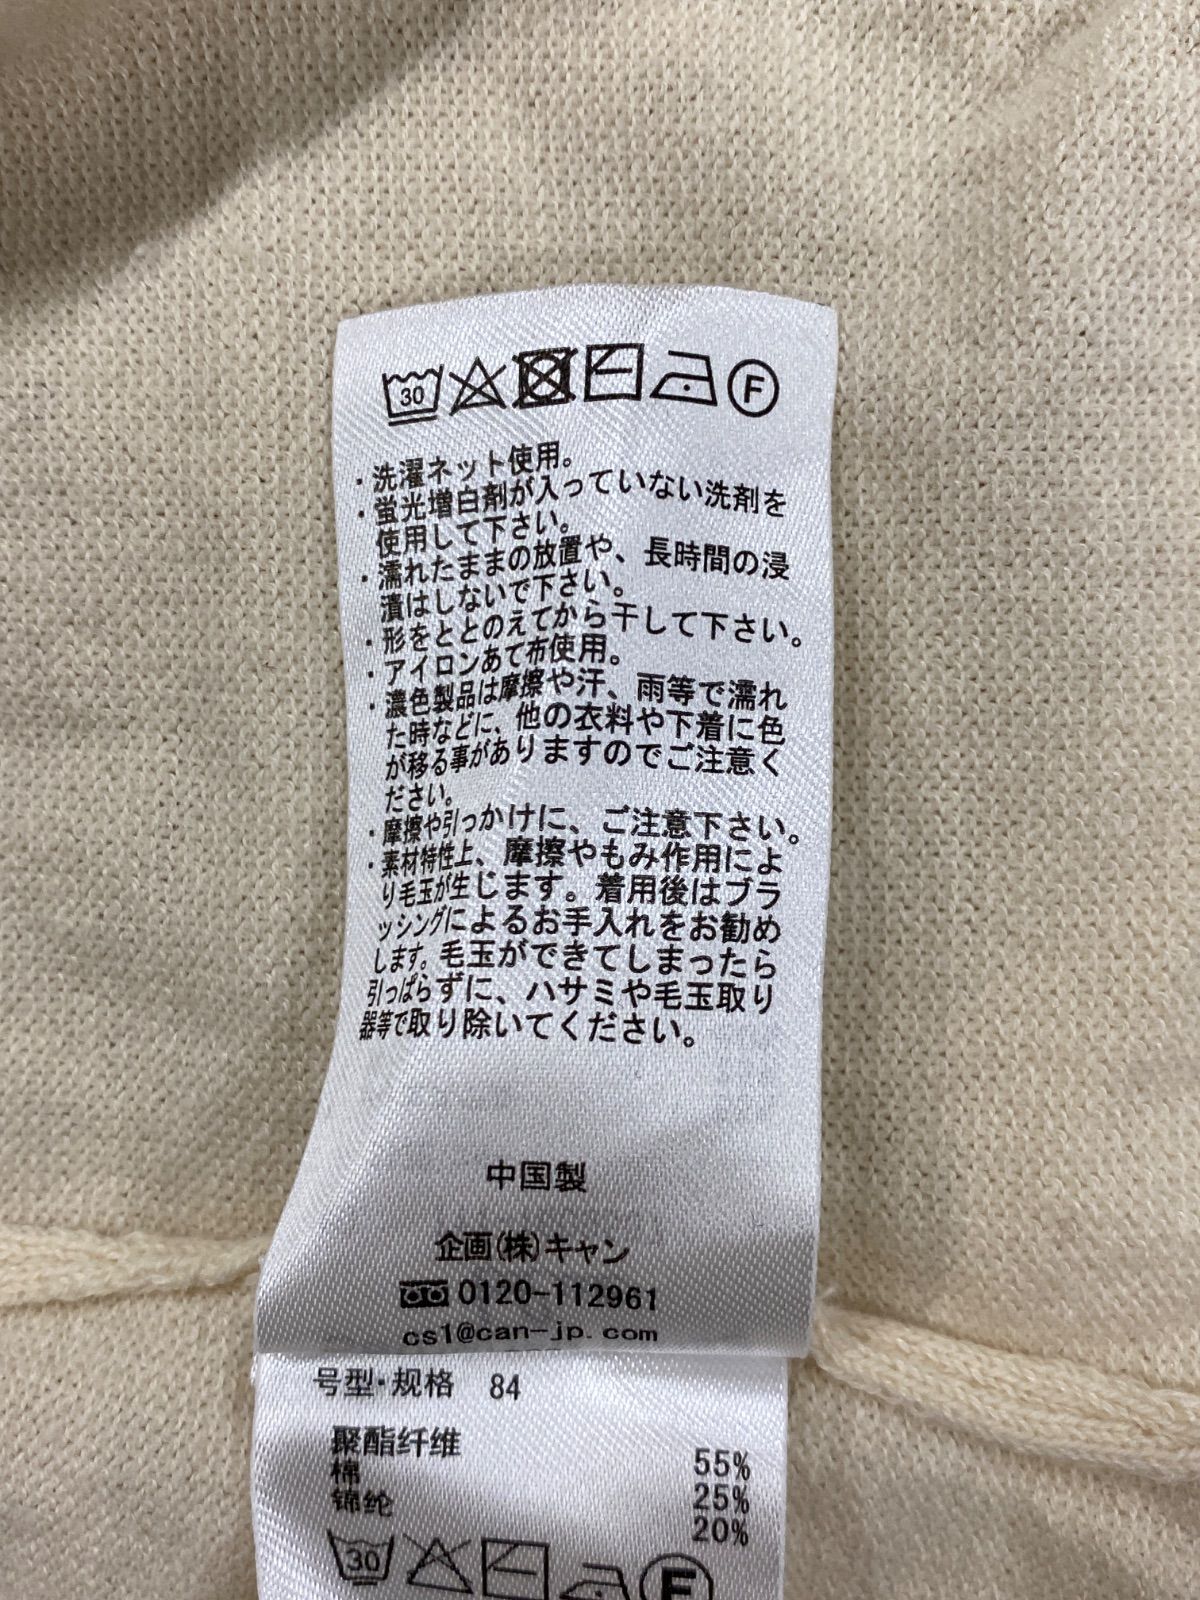 30 F
・洗濯ネット使用。
・蛍光増白剤が入っていない洗剤を
使用して下さい。
・濡れたままの放置や、長時間の浸
漬はしないで下さい。
・形をととのえてから干して下さい。
・アイロンあて布使用。
・濃色製品は摩擦や汗、雨等で濡れ
た時などに、他の衣料や下着に色
が移る事がありますのでご注意く
ださい。
・摩擦や引っかけに、ご注意下さい。
・素材特性上、摩擦やもみ作用によ
り毛玉が生じます。着用後はブラ
ッシングによるお手入れをお勧め
します。毛玉ができてしまったら
引っぱらずに、ハサミや毛玉取り
器等で取り除いてください。
中国製
企画(株)キャン
0120-112961
cs1@can-jp.com
号型·规格 84
聚酯纤维 55%
棉 25%
锦纶 20%
30 F